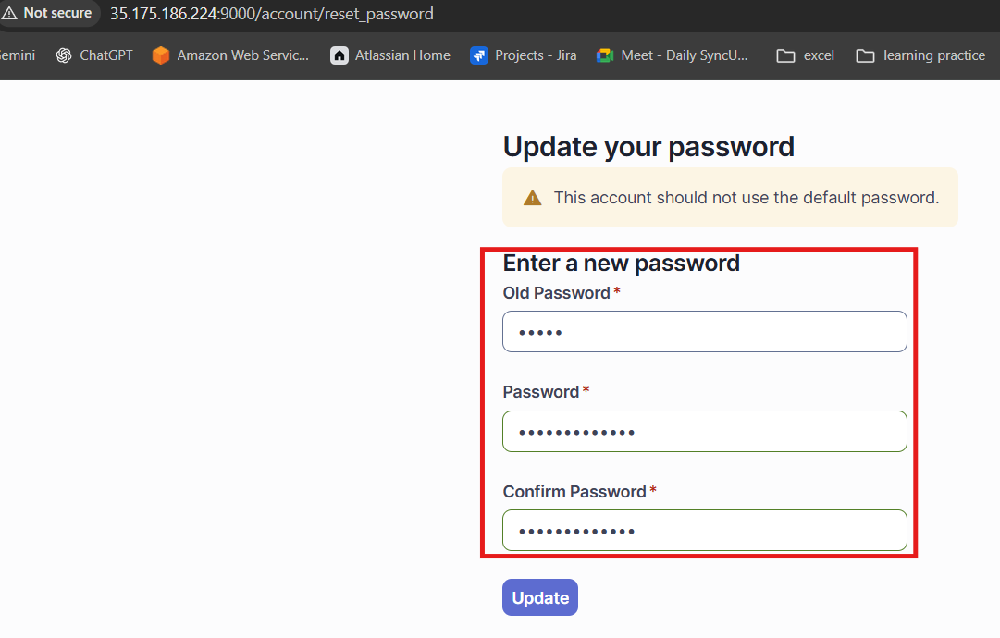 Not secure 35.175.186.224:9000/account/reset_password
emini ChatGPT Amazon Web Servic... Atlassian Home Projects - Jira Meet - Daily SyncU... excel learning practice
Update your password
This account should not use the default password.
Enter a new password
Old Password *
•••••
Password *
•••••••••••••
Confirm Password *
•••••••••••••
Update